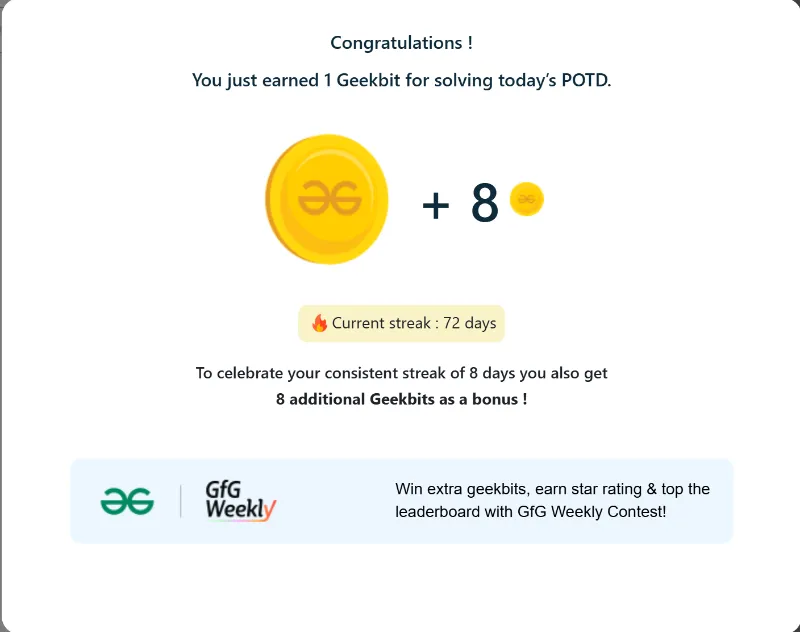 Congratulations !
You just earned 1 Geekbit for solving today’s POTD.
+ 8
🔥 Current streak : 72 days
To celebrate your consistent streak of 8 days you also get
8 additional Geekbits as a bonus !
GfG
Weekly
Win extra geekbits, earn star rating & top the
leaderboard with GfG Weekly Contest!